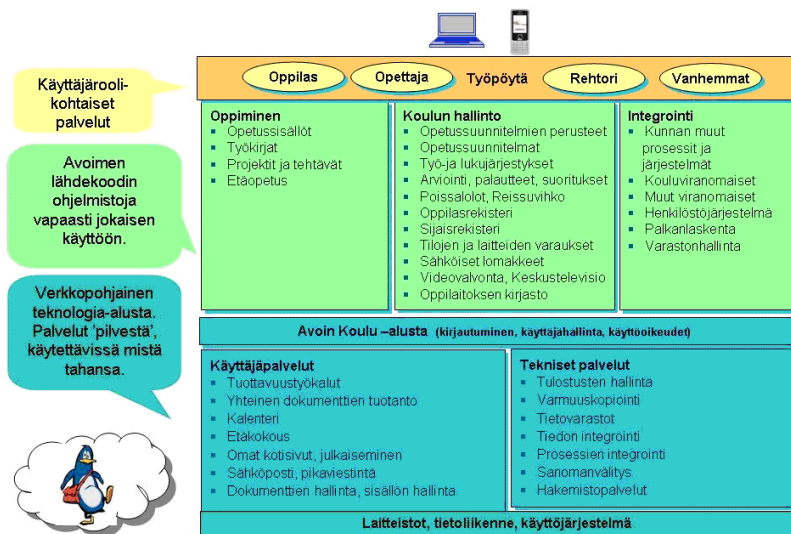 Oppilas
Opettaja
Työpöytä
Rehtori
Vanhemmat
Käyttäjärooli-
kohtaiset
palvelut
Avoimen
lähdekoodin
ohjelmistoja
vapaasti jokaisen
käyttöön.
Verkkopohjainen
teknologia-alusta.
Palvelut 'pilvestä',
käytettävissä mistä
tahansa.
Oppiminen
Opetussisällöt
Työkirjat
Projektit ja tehtävät
Etäopetus
Koulun hallinto
Opetussuunnitelmien perusteet
Opetussuunnitelmat
Työ-ja lukujärjestykset
Arviointi, palautteet, suoritukset
Poissalolot, Reissuvihko
Oppilasrekisteri
Sijaisrekisteri
Tilojen ja laitteiden varaukset
Sähköiset lomakkeet
Videovalvonta, Keskustelevisio
Oppilaitoksen kirjasto
Integrointi
Kunnan muut
prosessit ja
järjestelmät
Kouluviranomaiset
Muut viranomaiset
Henkilöstöjärjestelmä
Palkanlaskenta
Varastonhallinta
Avoin Koulu –alusta (kirjautuminen, käyttäjähallinta, käyttöoikeudet)
Käyttäjäpalvelut
Tuottavuustyökalut
Yhteinen dokumenttien tuotanto
Kalenteri
Etäkokous
Omat kotisivut, julkaiseminen
Sähköposti, pikaviestintä
Dokumenttien hallinta, sisällön hallinta
Tekniset palvelut
Tulostusten hallinta
Varmuuskopiointi
Tietovarastot
Tiedon integrointi
Prosessien integrointi
Sanomanvälitys
Hakemistopalvelut
Laitteistot, tietoliikenne, käyttöjärjestelmä